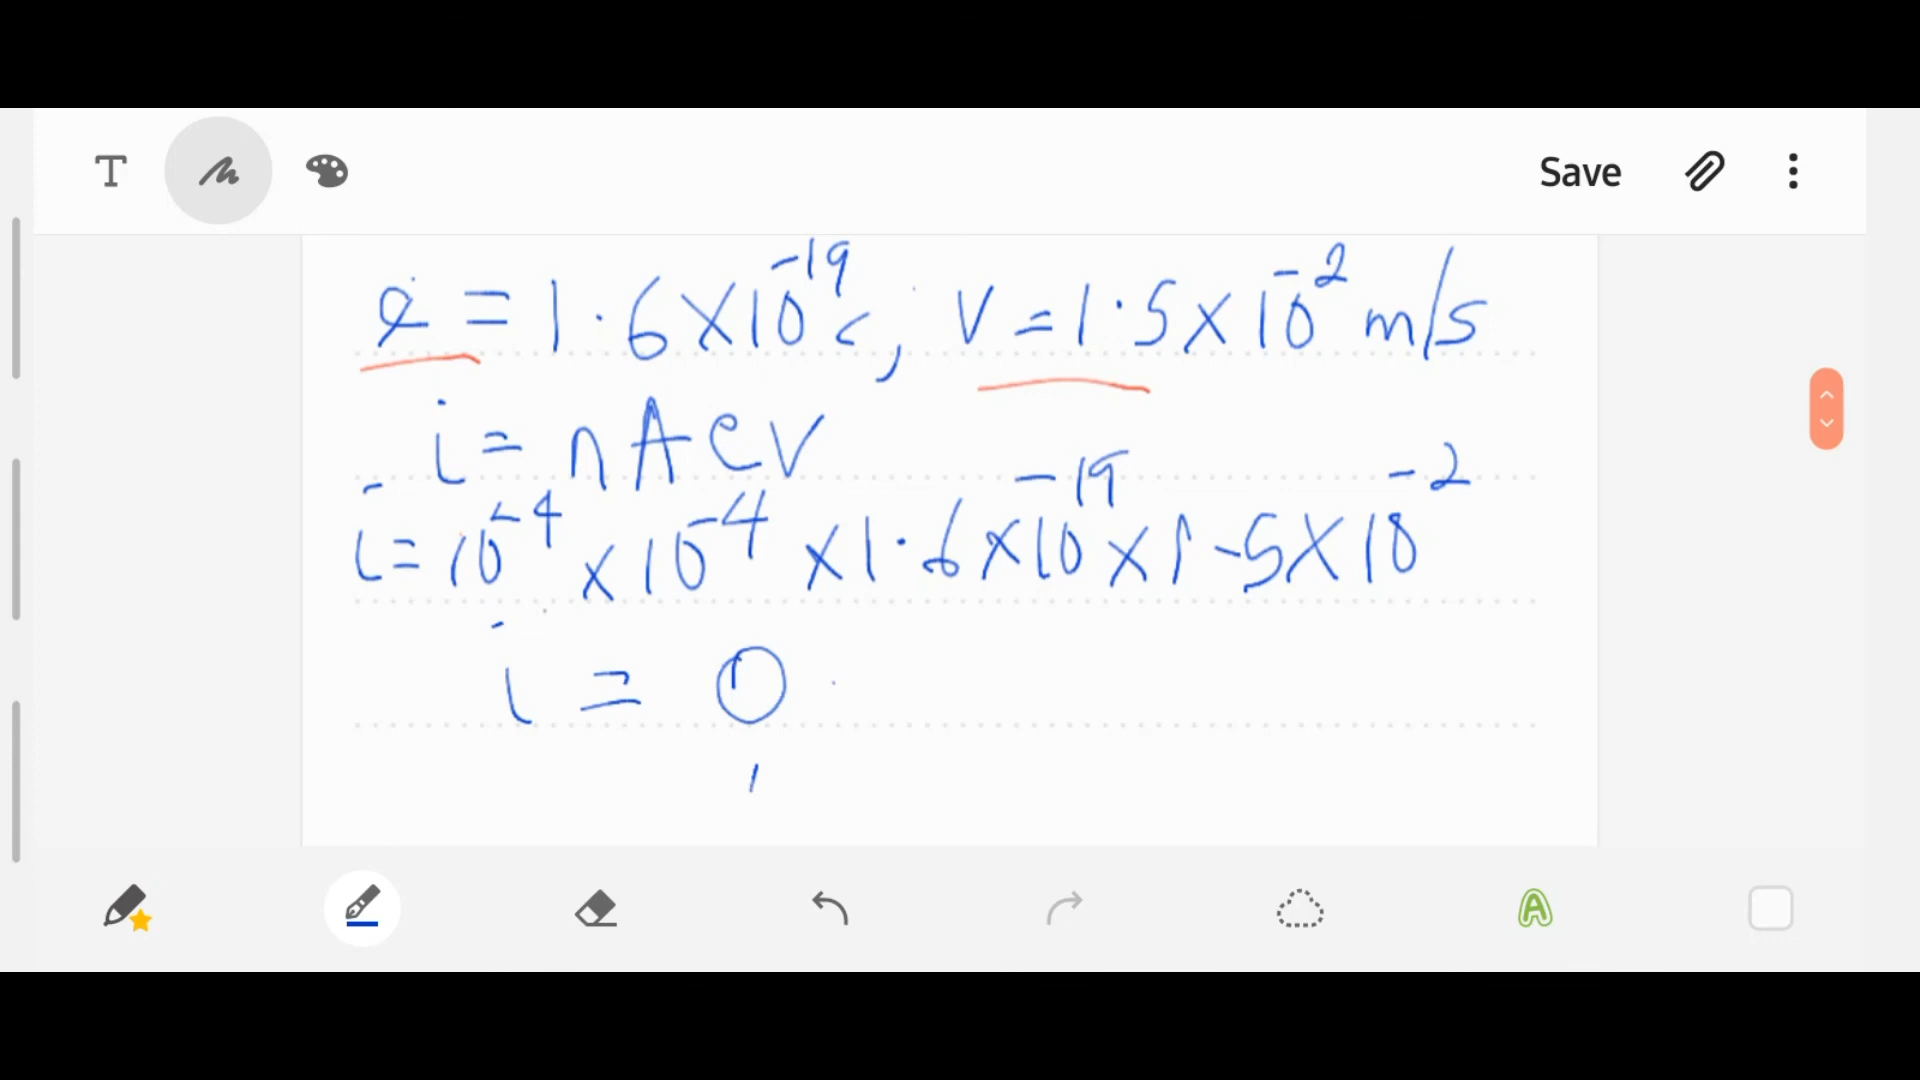 T Save
e = 1.6×10⁻¹⁹c, v = 1.5×10⁻² m/s
i = nAev
i = 10⁻⁴ × 10⁻⁴ × 1.6×10⁻¹⁹ × 1.5×10⁻²
i = 0
A